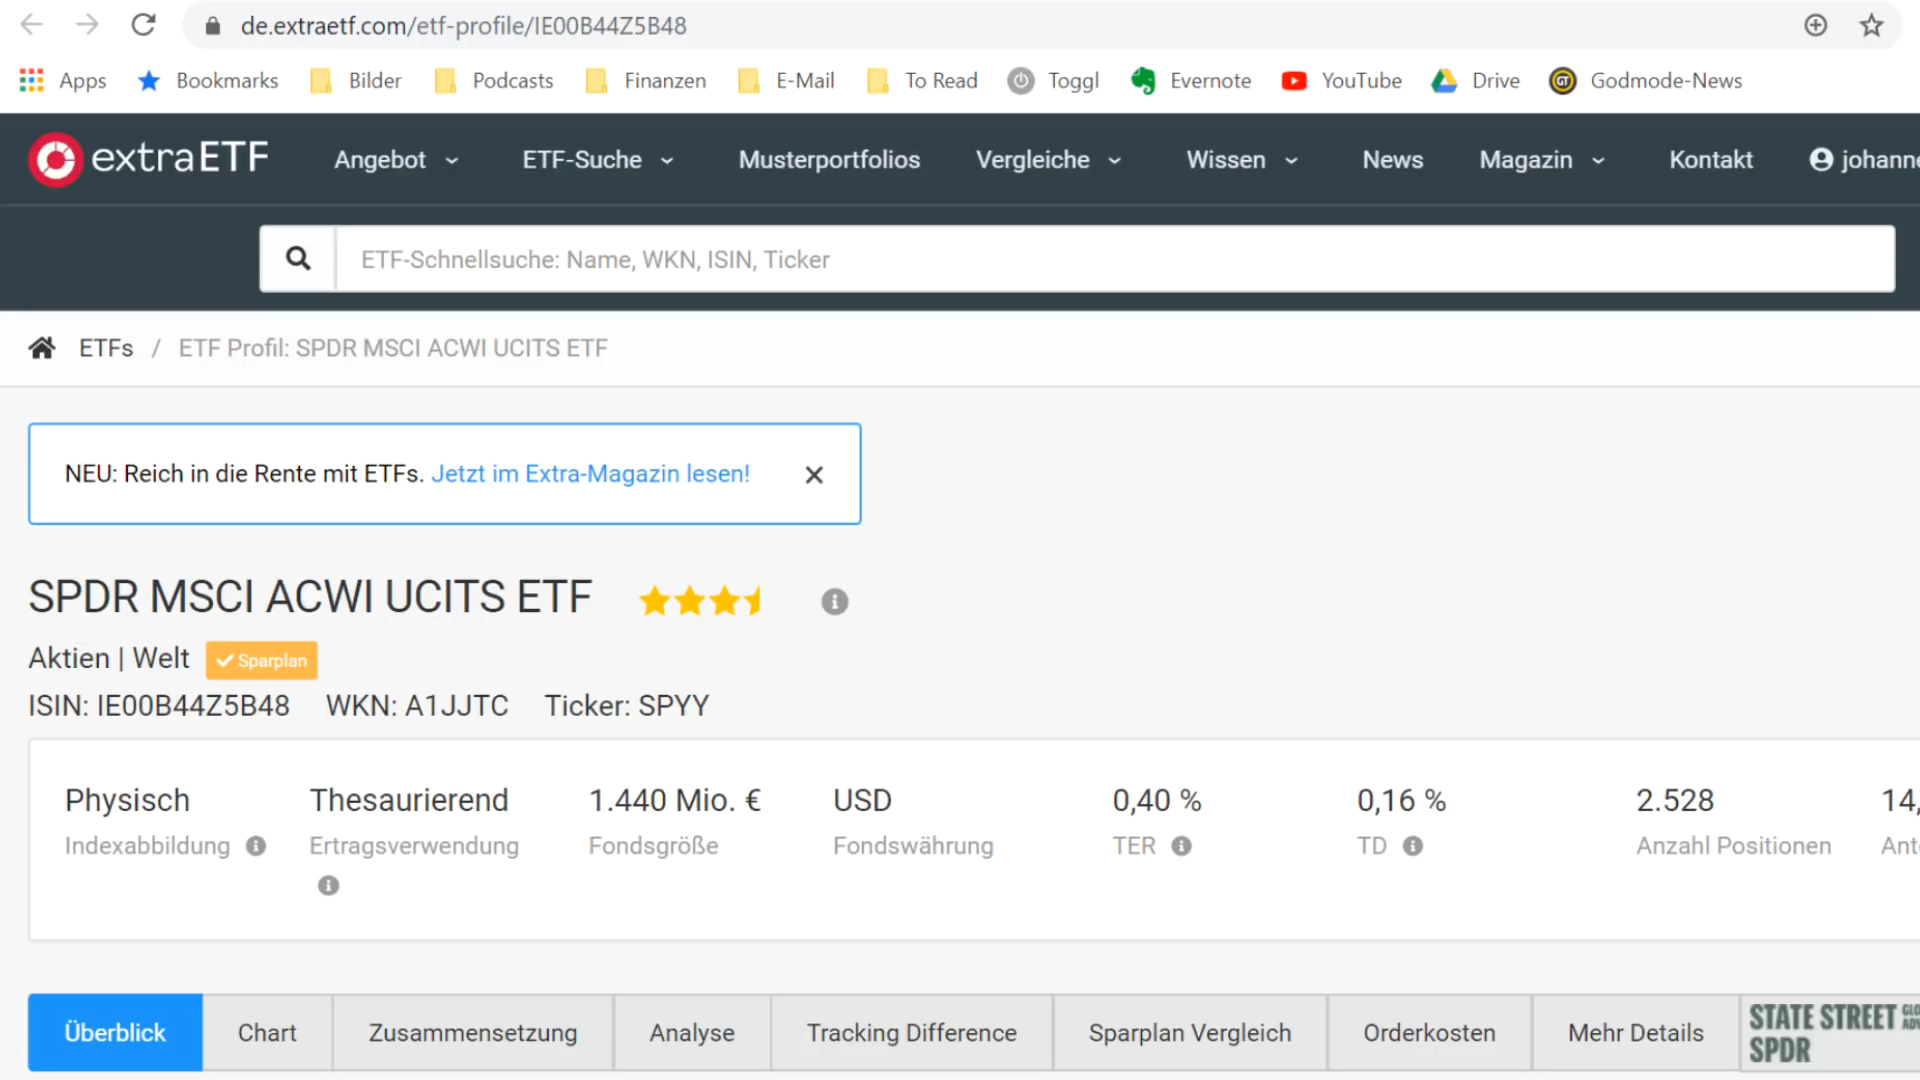 de.extraetf.com/etf-profile/IE00B44Z5B48
Apps Bookmarks Bilder Podcasts Finanzen E-Mail To Read Toggl Evernote YouTube Drive Godmode-News
extraETF Angebot ETF-Suche Musterportfolios Vergleiche Wissen News Magazin Kontakt johanne
ETF-Schnellsuche: Name, WKN, ISIN, Ticker
ETFs / ETF Profil: SPDR MSCI ACWI UCITS ETF
NEU: Reich in die Rente mit ETFs. Jetzt im Extra-Magazin lesen!
SPDR MSCI ACWI UCITS ETF
Aktien | Welt Sparplan
ISIN: IE00B44Z5B48 WKN: A1JJTC Ticker: SPYY
Physisch Thesaurierend 1.440 Mio. € USD 0,40 % 0,16 % 2.528 14,
Indexabbildung Ertragsverwendung Fondsgröße Fondswährung TER TD Anzahl Positionen Ant
Überblick Chart Zusammensetzung Analyse Tracking Difference Sparplan Vergleich Orderkosten Mehr Details
STATE STREET GLO
ADV
SPDR